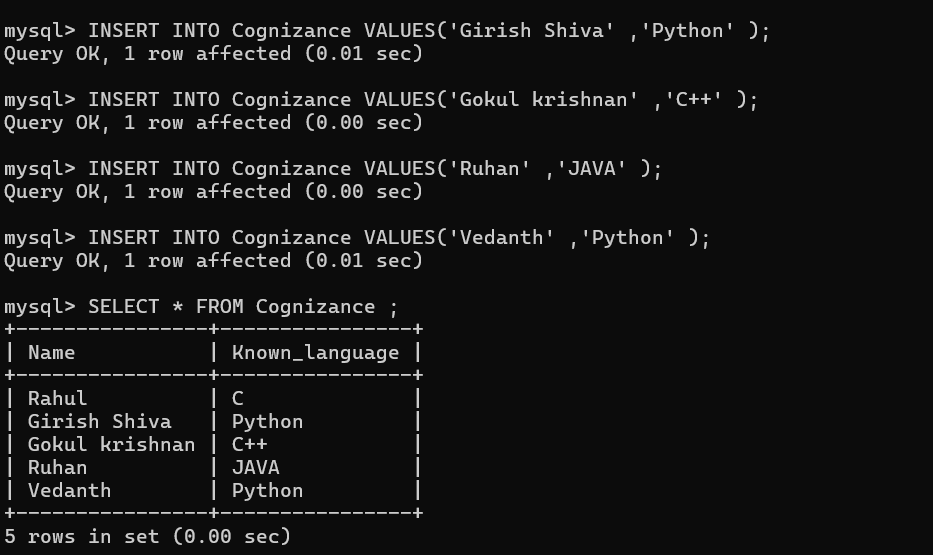 mysql> INSERT INTO Cognizance VALUES('Girish Shiva' ,'Python' );
Query OK, 1 row affected (0.01 sec)
mysql> INSERT INTO Cognizance VALUES('Gokul krishnan' ,'C++' );
Query OK, 1 row affected (0.00 sec)
mysql> INSERT INTO Cognizance VALUES('Ruhan' ,'JAVA' );
Query OK, 1 row affected (0.00 sec)
mysql> INSERT INTO Cognizance VALUES('Vedanth' ,'Python' );
Query OK, 1 row affected (0.01 sec)
mysql> SELECT * FROM Cognizance ;
+----------------+----------------+
| Name           | Known_language |
+----------------+----------------+
| Rahul          | C              |
| Girish Shiva   | Python         |
| Gokul krishnan | C++            |
| Ruhan          | JAVA           |
| Vedanth        | Python         |
+----------------+----------------+
5 rows in set (0.00 sec)